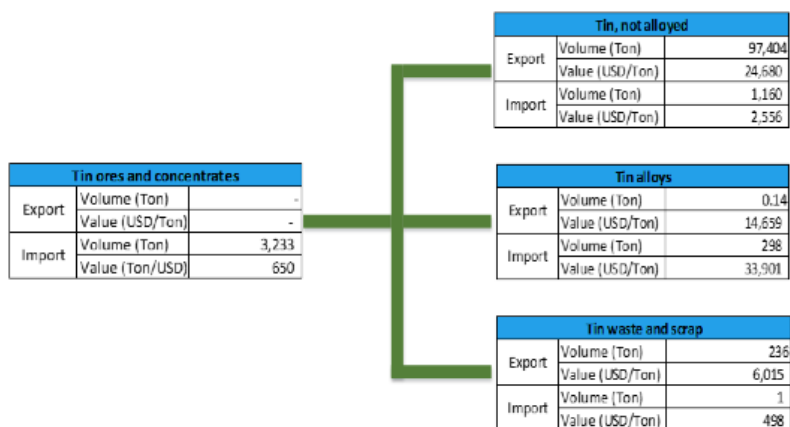 Tin, not alloyed
Export Volume (Ton) 97,404
Value (USD/Ton) 24,680
Import Volume (Ton) 1,160
Value (USD/Ton) 2,556
Tin ores and concentrates
Export Volume (Ton) -
Value (USD/Ton) -
Import Volume (Ton) 3,233
Value (Ton/USD) 650
Tin alloys
Export Volume (Ton) 0.14
Value (USD/Ton) 14,659
Import Volume (Ton) 298
Value (USD/Ton) 33,901
Tin waste and scrap
Export Volume (Ton) 236
Value (USD/Ton) 6,015
Import Volume (Ton) 1
Value (USD/Ton) 498